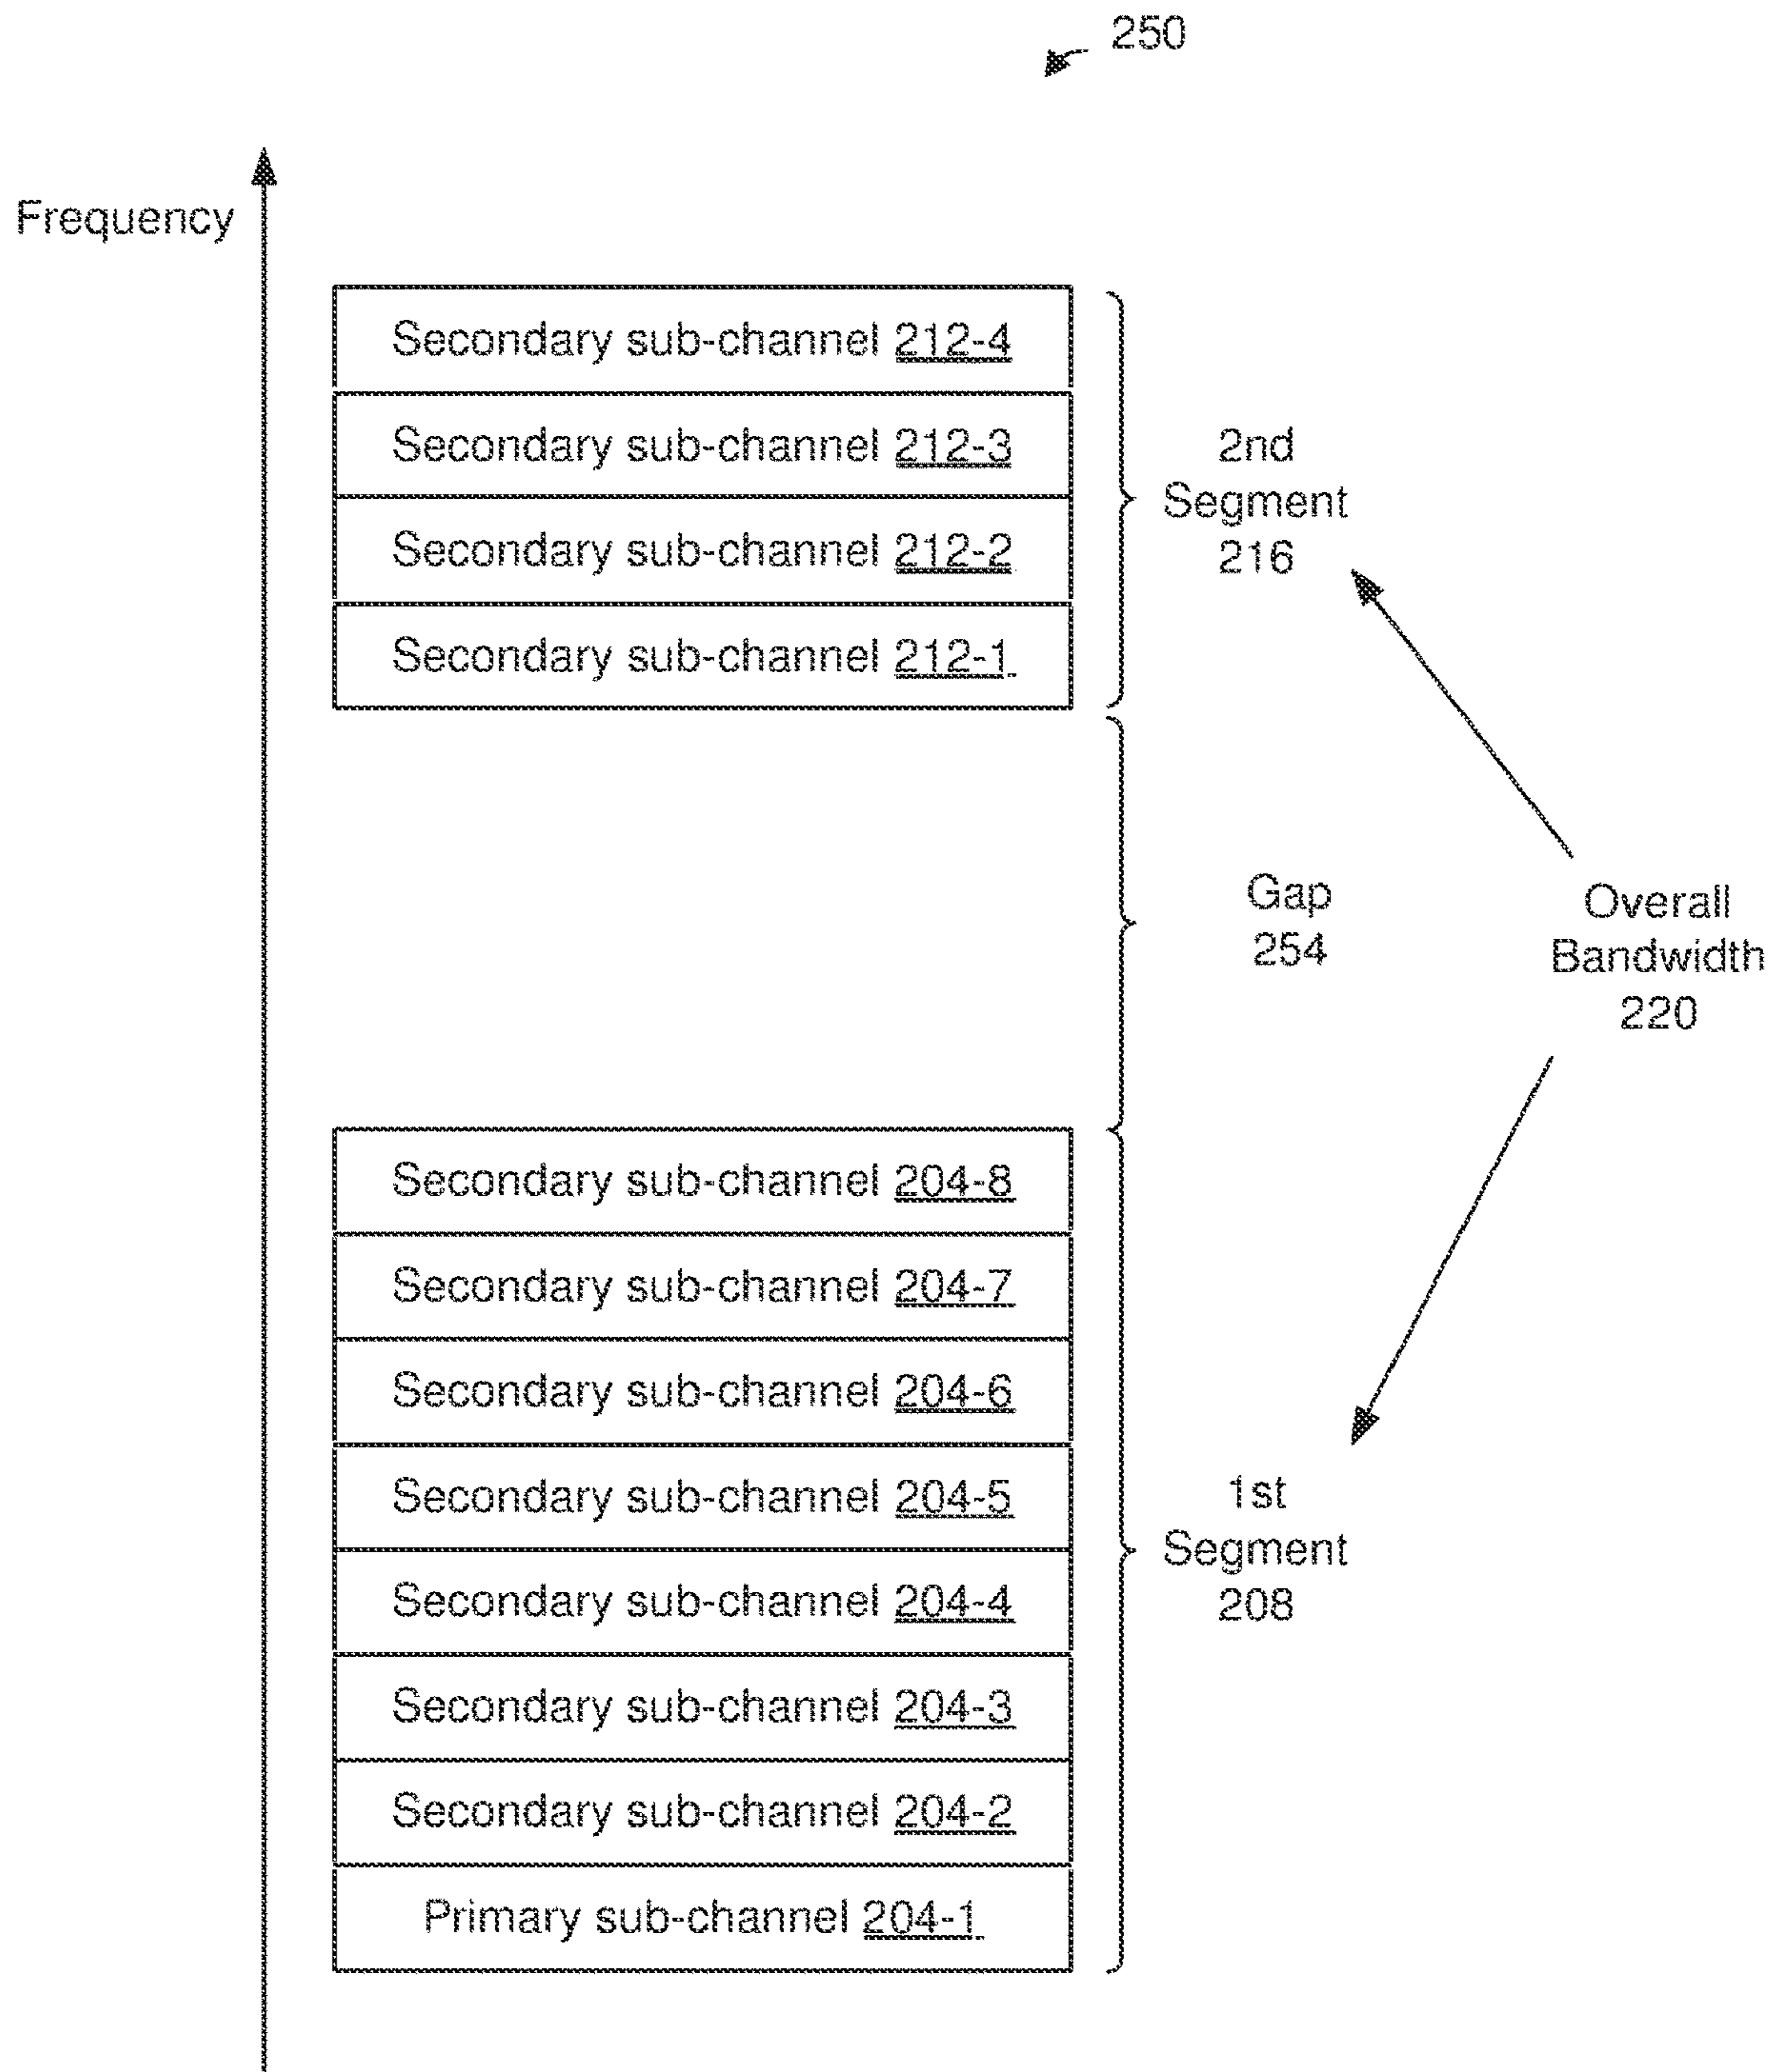 250
Frequency
Secondary sub-channel 212-4
Secondary sub-channel 212-3
Secondary sub-channel 212-2
Secondary sub-channel 212-1
2nd
Segment
216
Gap
254
Overall
Bandwidth
220
Secondary sub-channel 204-8
Secondary sub-channel 204-7
Secondary sub-channel 204-6
Secondary sub-channel 204-5
Secondary sub-channel 204-4
Secondary sub-channel 204-3
Secondary sub-channel 204-2
Primary sub-channel 204-1
1st
Segment
208